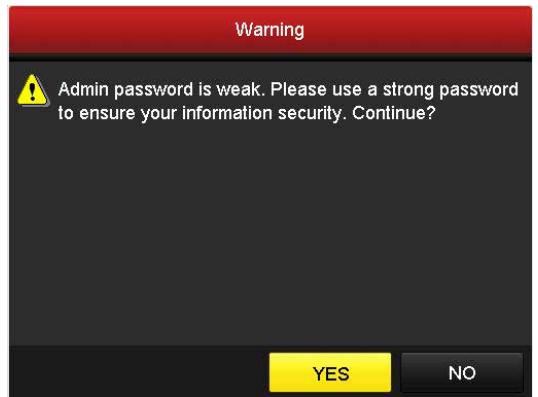 Warning
Admin password is weak. Please use a strong password
to ensure your information security. Continue?
YES
NO